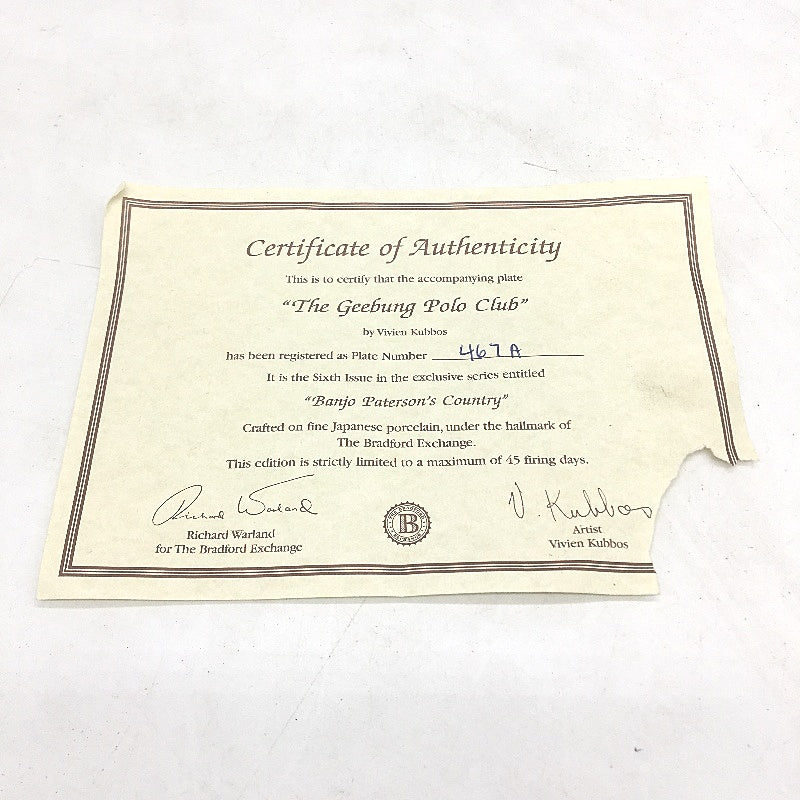 Certificate of Authenticity
This is to certify that the accompanying plate
"The Geebung Polo Club"
by Vivien Kubbos
has been registered as Plate Number 467A
It is the Sixth Issue in the exclusive series entitled
"Banjo Paterson's Country"
Crafted on fine Japanese porcelain, under the hallmark of
The Bradford Exchange.
This edition is strictly limited to a maximum of 45 firing days.
Richard Warland
Richard Warland
for The Bradford Exchange
THE BRADFORD EXCHANGE
B
V. Kubbos
Artist
Vivien Kubbos